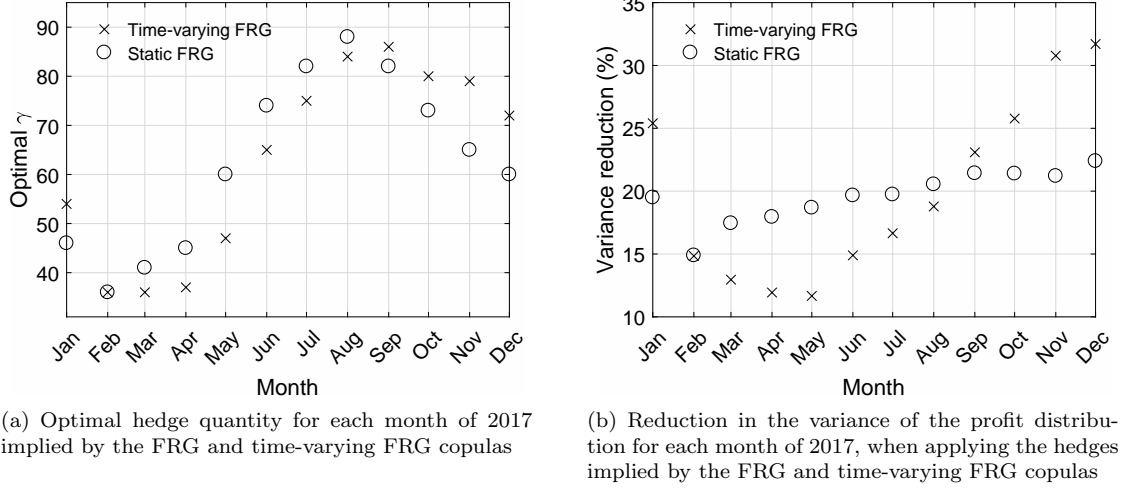 90
80
70
60
50
40
Optimal γ
× Time-varying FRG
○ Static FRG
Jan
Feb
Mar
Apr
May
Jun
Jul
Aug
Sep
Oct
Nov
Dec
Month
(a) Optimal hedge quantity for each month of 2017
implied by the FRG and time-varying FRG copulas
35
30
25
20
15
10
Variance reduction (%)
× Time-varying FRG
○ Static FRG
Jan
Feb
Mar
Apr
May
Jun
Jul
Aug
Sep
Oct
Nov
Dec
Month
(b) Reduction in the variance of the profit distribu-
tion for each month of 2017, when applying the hedges
implied by the FRG and time-varying FRG copulas